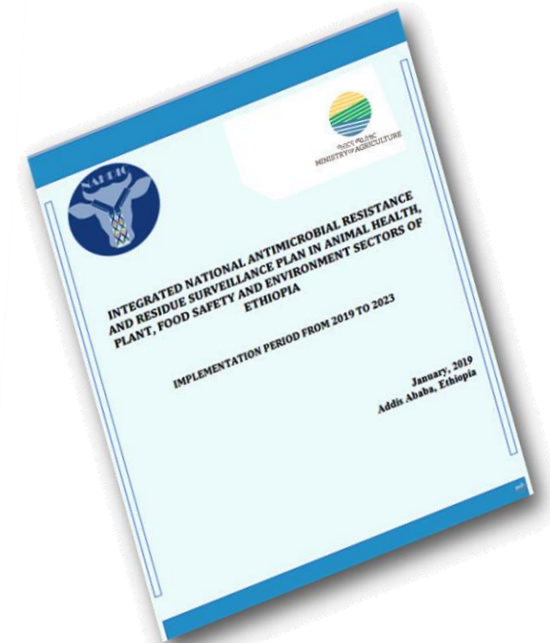 NAHDIC
MINISTRY OF AGRICULTURE
INTEGRATED NATIONAL ANTIMICROBIAL RESISTANCE
AND RESIDUE SURVEILLANCE PLAN IN ANIMAL HEALTH,
PLANT, FOOD SAFETY AND ENVIRONMENT SECTORS OF
ETHIOPIA
IMPLEMENTATION PERIOD FROM 2019 TO 2023
January, 2019
Addis Ababa, Ethiopia